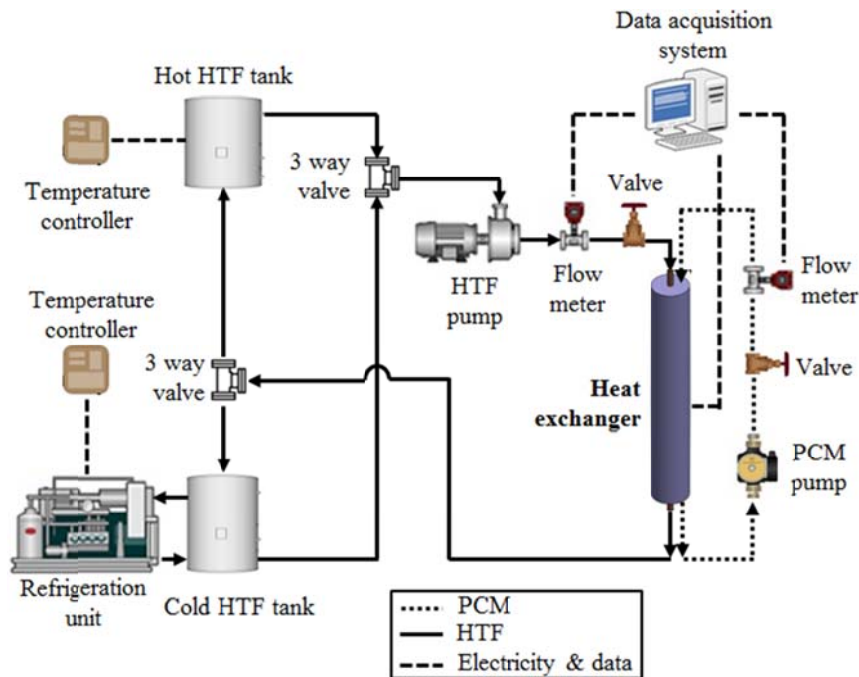 Data acquisition
system
Hot HTF tank
3 way
valve
Valve
Temperature
controller
HTF
pump
Flow
meter
Flow
meter
Temperature
controller
3 way
valve
Heat
exchanger
Valve
PCM
pump
Refrigeration
unit
Cold HTF tank
PCM
HTF
Electricity & data